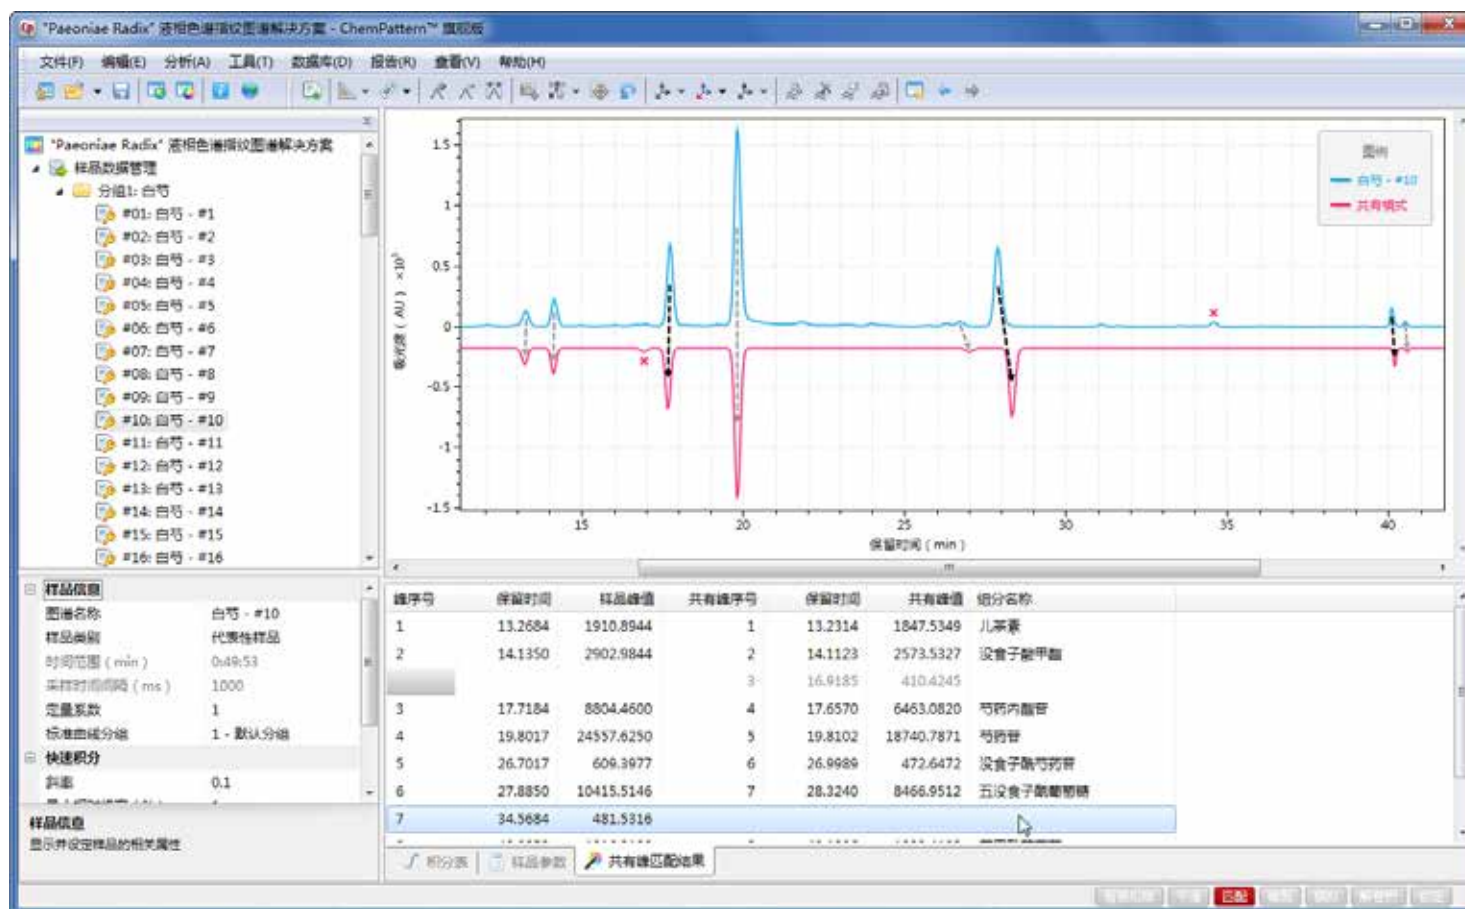 "Paeoniae Radix" 液相色谱指纹图谱解决方案 - ChemPattern™ 旗舰版
文件(F) 编辑(E) 分析(A) 工具(T) 数据库(D) 报告(R) 查看(V) 帮助(H)
"Paeoniae Radix" 液相色谱指纹图谱解决方案
样品数据管理
分组1: 白芍
#01: 白芍 - #1
#02: 白芍 - #2
#03: 白芍 - #3
#04: 白芍 - #4
#05: 白芍 - #5
#06: 白芍 - #6
#07: 白芍 - #7
#08: 白芍 - #8
#09: 白芍 - #9
#10: 白芍 - #10
#11: 白芍 - #11
#12: 白芍 - #12
#13: 白芍 - #13
#14: 白芍 - #14
#15: 白芍 - #15
#16: 白芍 - #16
样品信息
图谱名称 白芍 - #10
样品类别 代表性样品
时间范围 ( min ) 0:49:53
采样时间间隔 ( ms ) 1000
定量系数 1
标准曲线分组 1 - 默认分组
快速积分
斜率 0.1
样品信息
显示并设定样品的相关属性
图例
白芍 - #10
共有模式
吸光度 ( AU ) ×10⁵
1.5
1
0.5
0
-0.5
-1
-1.5
15 20 25 30 35 40
保留时间 ( min )
峰序号 保留时间 样品峰值 共有峰序号 保留时间 共有峰值 组分名称
1 13.2684 1910.8944 1 13.2314 1847.5349 儿茶素
2 14.1350 2902.9844 2 14.1123 2573.5327 没食子酸甲酯
3 16.9185 410.4245
3 17.7184 8804.4600 4 17.6570 6463.0820 芍药内酯苷
4 19.8017 24557.6250 5 19.8102 18740.7871 芍药苷
5 26.7017 609.3977 6 26.9989 472.6472 没食子酰芍药苷
6 27.8850 10415.5146 7 28.3240 8466.9512 五没食子酰葡萄糖
7 34.5684 481.5316
积分表 样品参数 共有峰匹配结果
匹配